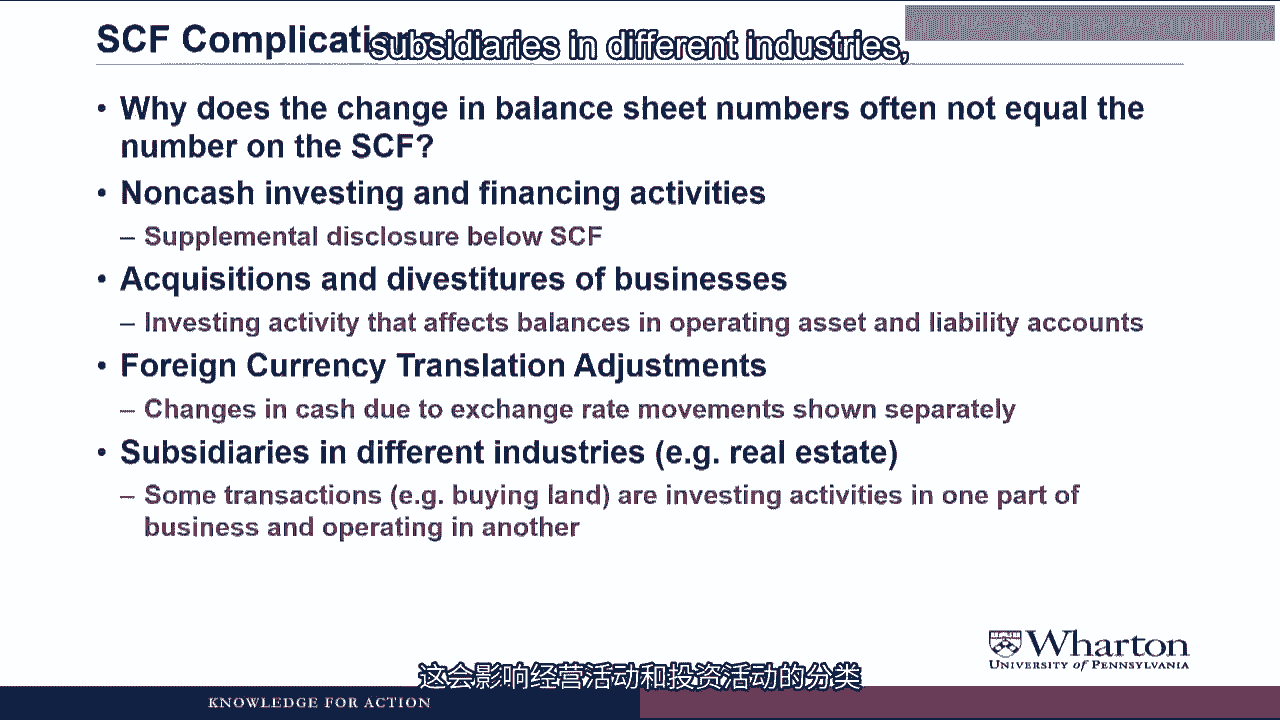 SCF Complications
subsidiaries in different industries,
• Why does the change in balance sheet numbers often not equal the
number on the SCF?
• Noncash investing and financing activities
– Supplemental disclosure below SCF
• Acquisitions and divestitures of businesses
– Investing activity that affects balances in operating asset and liability accounts
• Foreign Currency Translation Adjustments
– Changes in cash due to exchange rate movements shown separately
• Subsidiaries in different industries (e.g. real estate)
– Some transactions (e.g. buying land) are investing activities in one part of
business and operating in another
Wharton
UNIVERSITY of PENNSYLVANIA
这会影响经营活动和投资活动的分类
KNOWLEDGE FOR ACTION